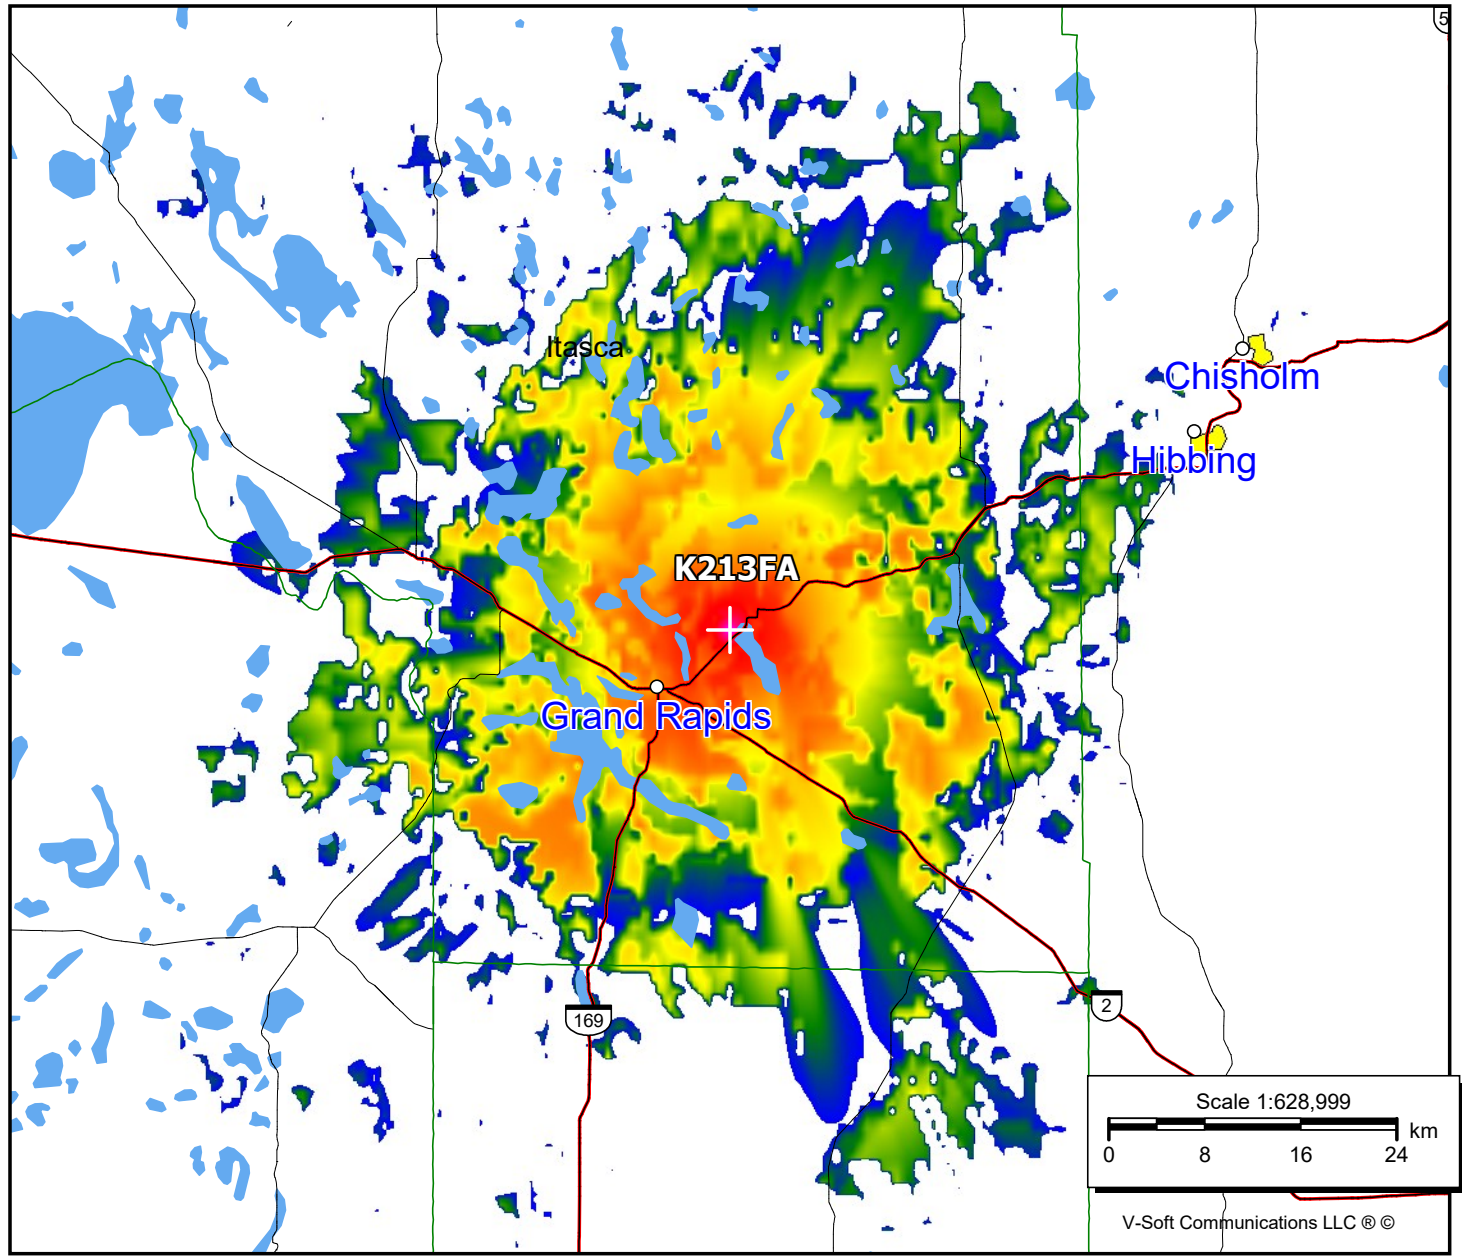 5
Itasca
Chisholm
Hibbing
K213FA
Grand Rapids
169
2
Scale 1:628,999
km
0 8 16 24
V-Soft Communications LLC ® ©